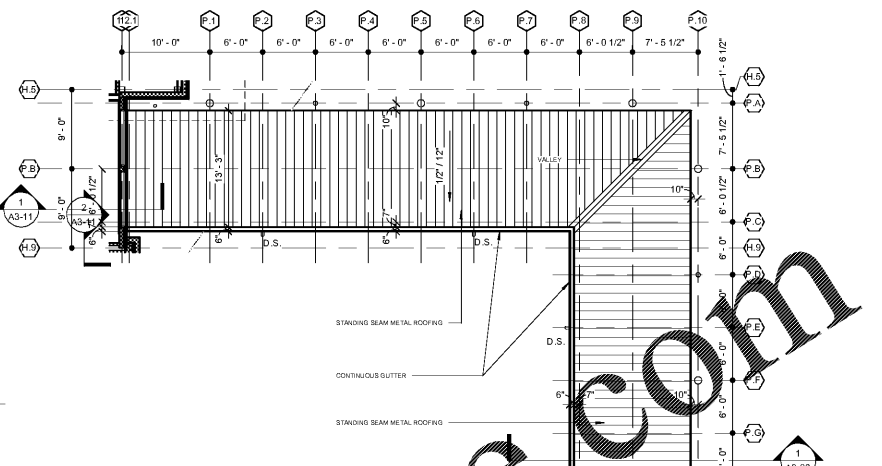 112.1 P.1 P.2 P.3 P.4 P.5 P.6 P.7 P.8 P.9 P.10
10' - 0" 6' - 0" 6' - 0" 6' - 0" 6' - 0" 6' - 0" 6' - 0" 6' - 0 1/2" 7' - 5 1/2"
1' - 6 1/2"
H.5 H.5
P.A
9' - 0"
10"
7' - 5 1/2"
13' - 3"
1/2" / 12"
VALLEY
P.B P.B
10"
6' - 0 1/2"
6' - 0 1/2"
9' - 0"
1
A3-11
2
A3-11
7"
P.C
6" 6" 6"
D.S. D.S.
H.9 H.9
6' - 0"
P.D
STANDING SEAM METAL ROOFING
P.E
D.S.
CONTINUOUS GUTTER
P.F
6" 7" 10"
6' - 0"
STANDING SEAM METAL ROOFING
P.G
1
com